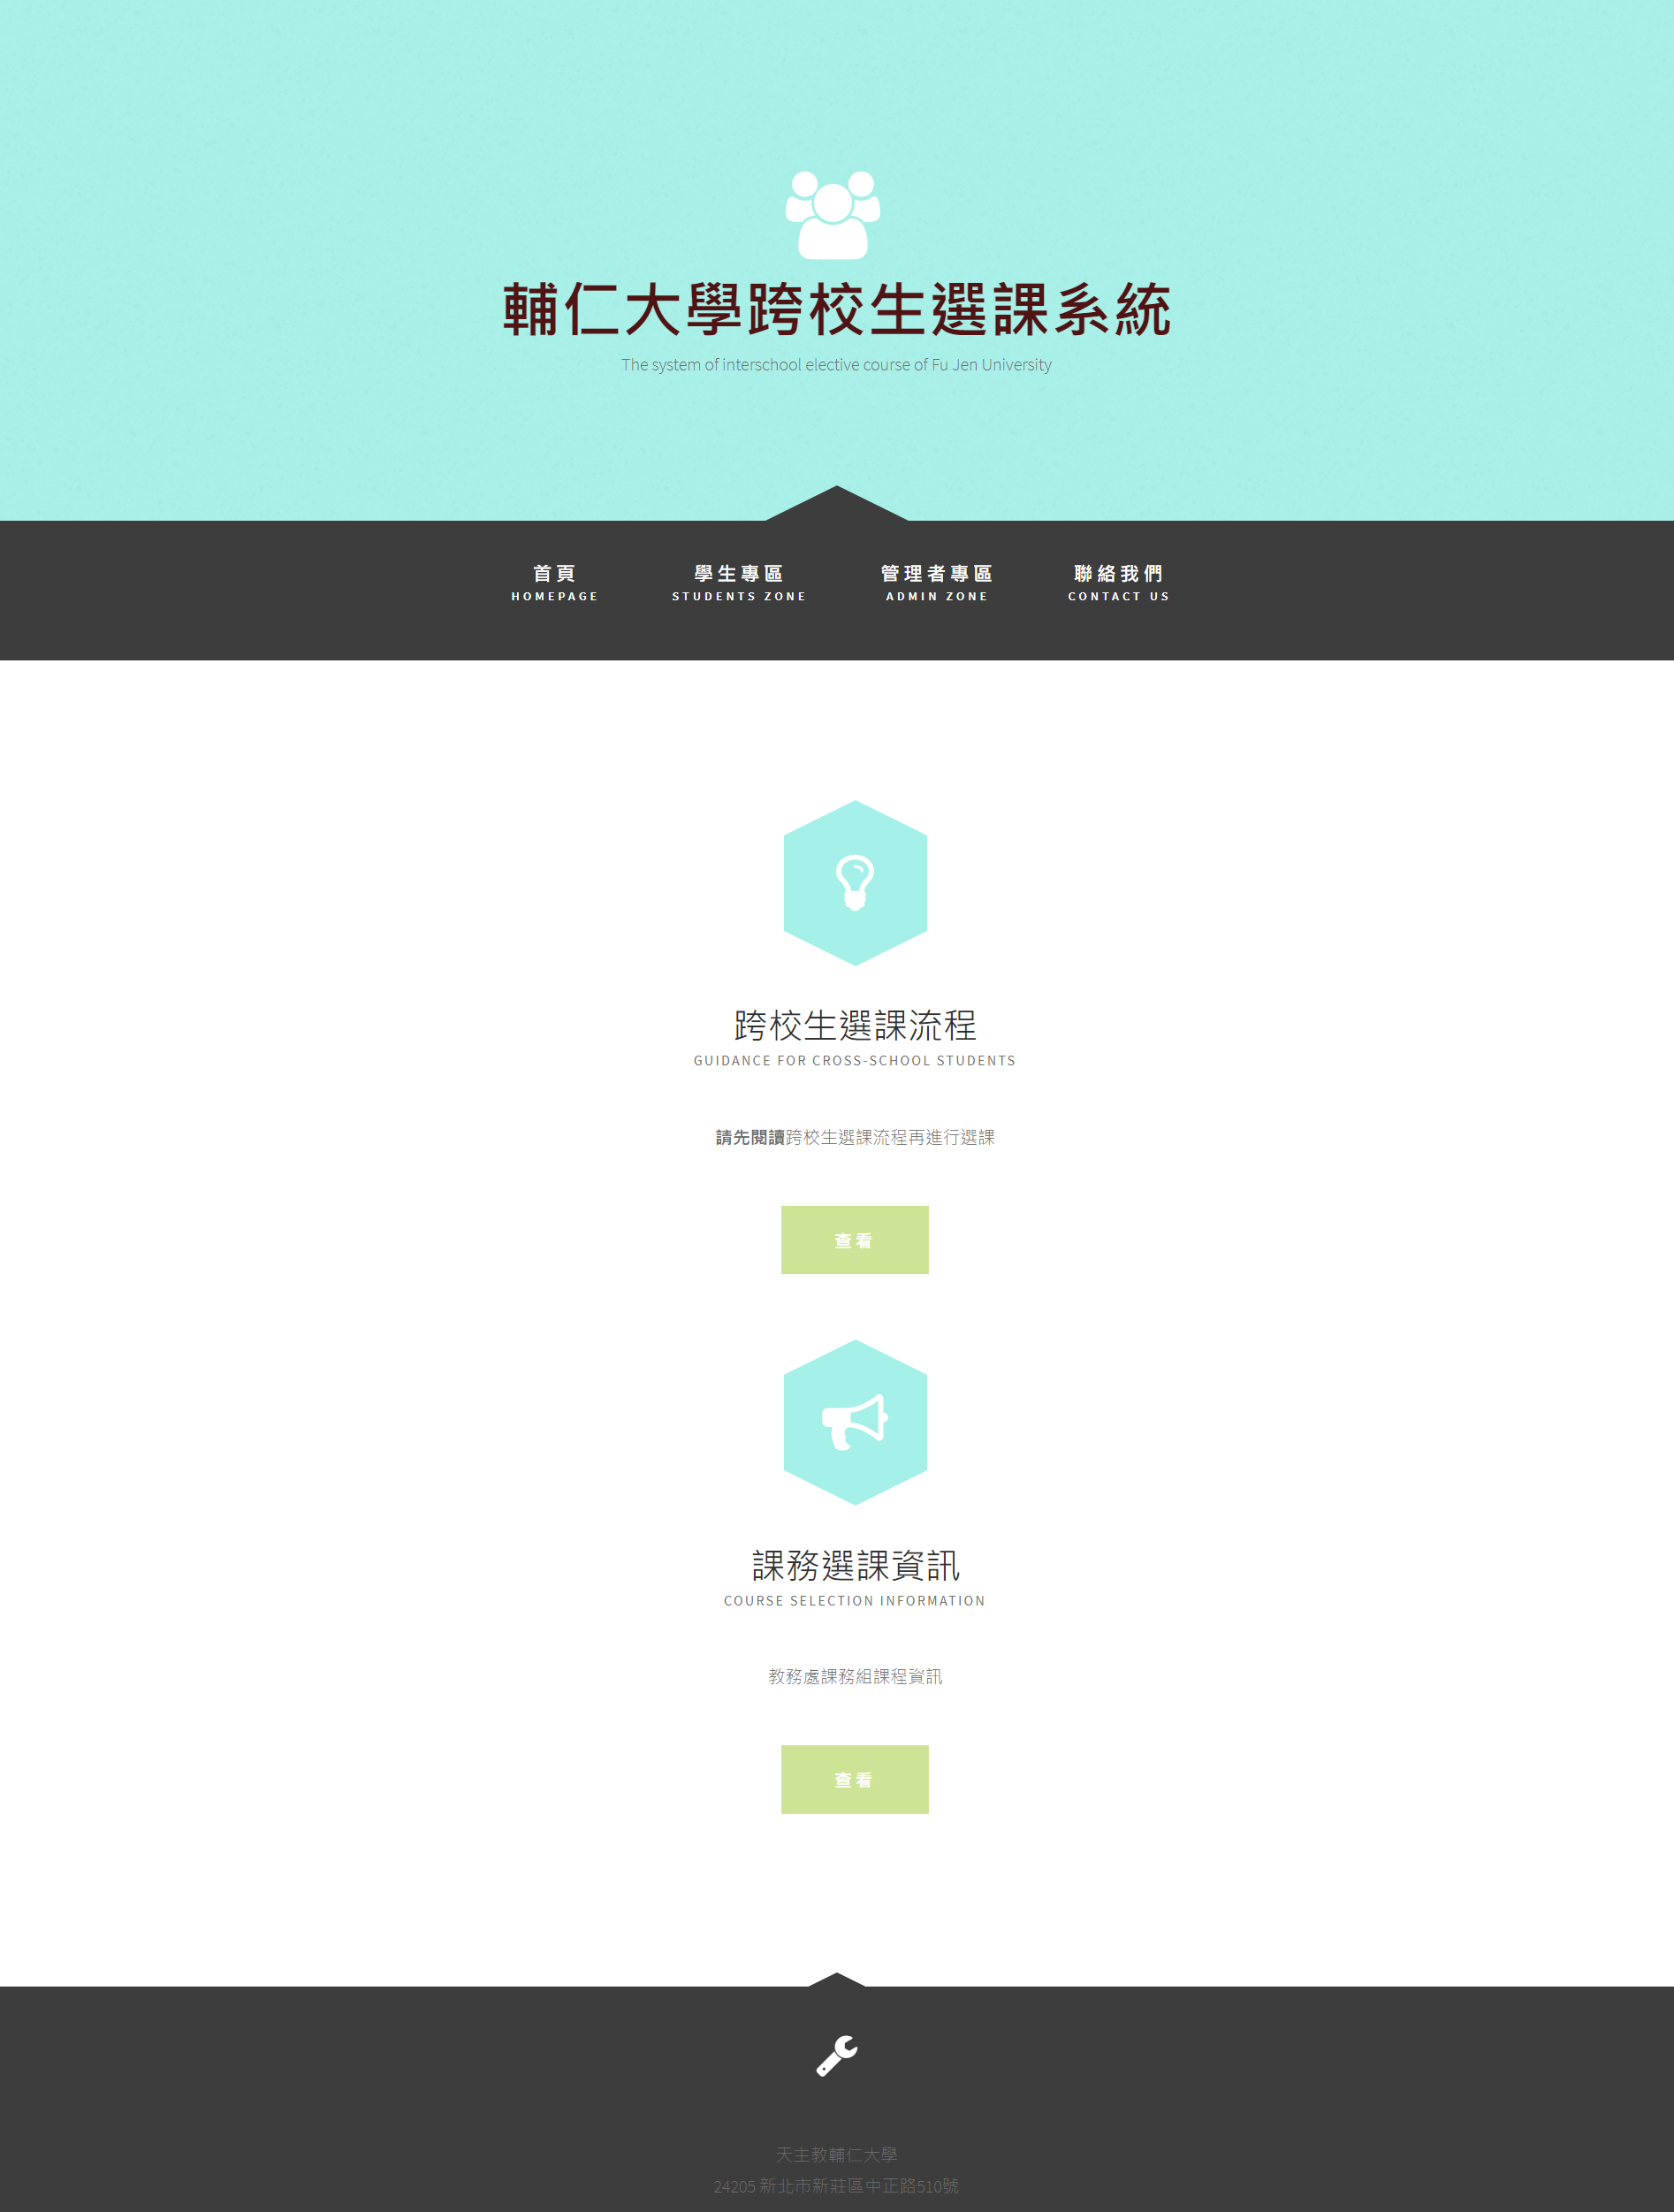 輔仁大學跨校生選課系統
The system of interschool elective course of Fu Jen University
首頁 學生專區 管理者專區 聯絡我們
HOMEPAGE STUDENTS ZONE ADMIN ZONE CONTACT US
跨校生選課流程
GUIDANCE FOR CROSS-SCHOOL STUDENTS
請先閱讀跨校生選課流程再進行選課
查看
課務選課資訊
COURSE SELECTION INFORMATION
教務處課務組課程資訊
查看
天主教輔仁大學
24205 新北市新莊區中正路510號